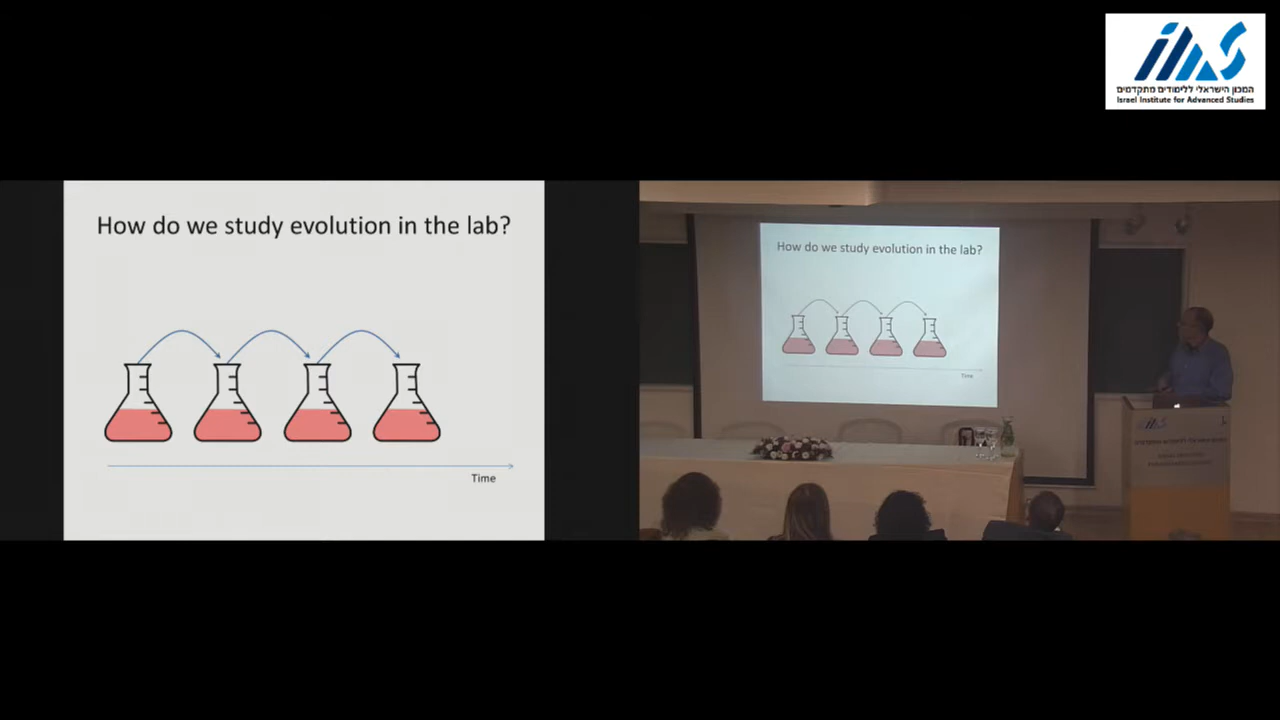 המכון הישראלי ללימודים מתקדמים
Israel Institute for Advanced Studies
How do we study evolution in the lab?
Time
How do we study evolution in the lab?
Time